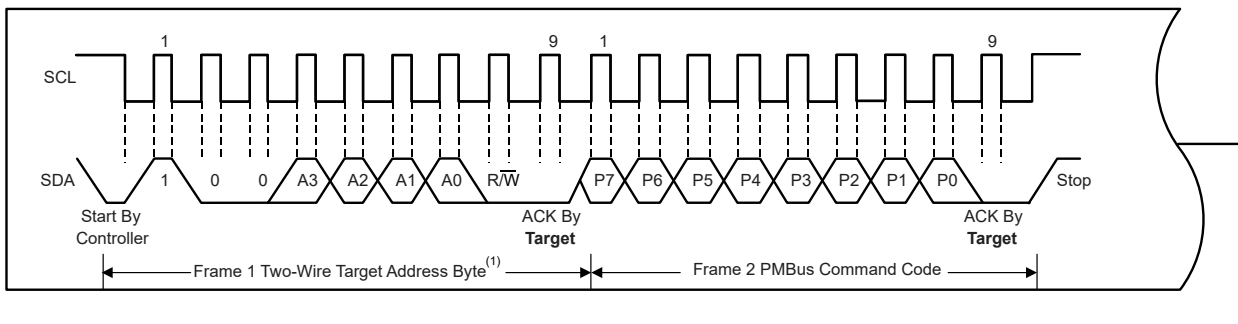 1 9 1 9
SCL
SDA 1 0 0 A3 A2 A1 A0 R/W P7 P6 P5 P4 P3 P2 P1 P0 Stop
Start By
Controller
ACK By
Target
ACK By
Target
Frame 1 Two-Wire Target Address Byte(1)
Frame 2 PMBus Command Code